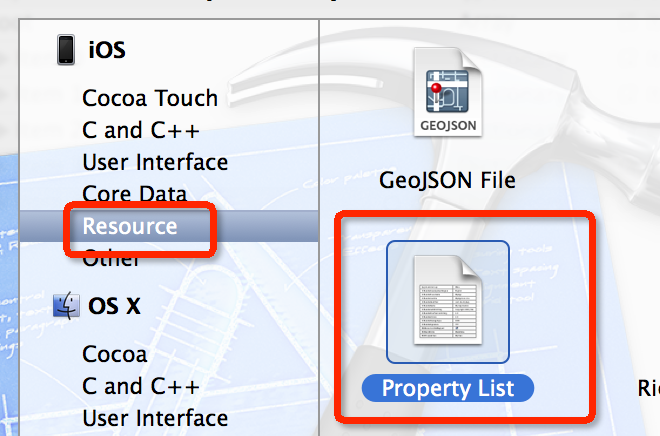 iOS
Cocoa Touch
C and C++
User Interface
Core Data
Resource
Other
OS X
Cocoa
C and C++
User Interface
GEOJSON
GeoJSON File
Property List